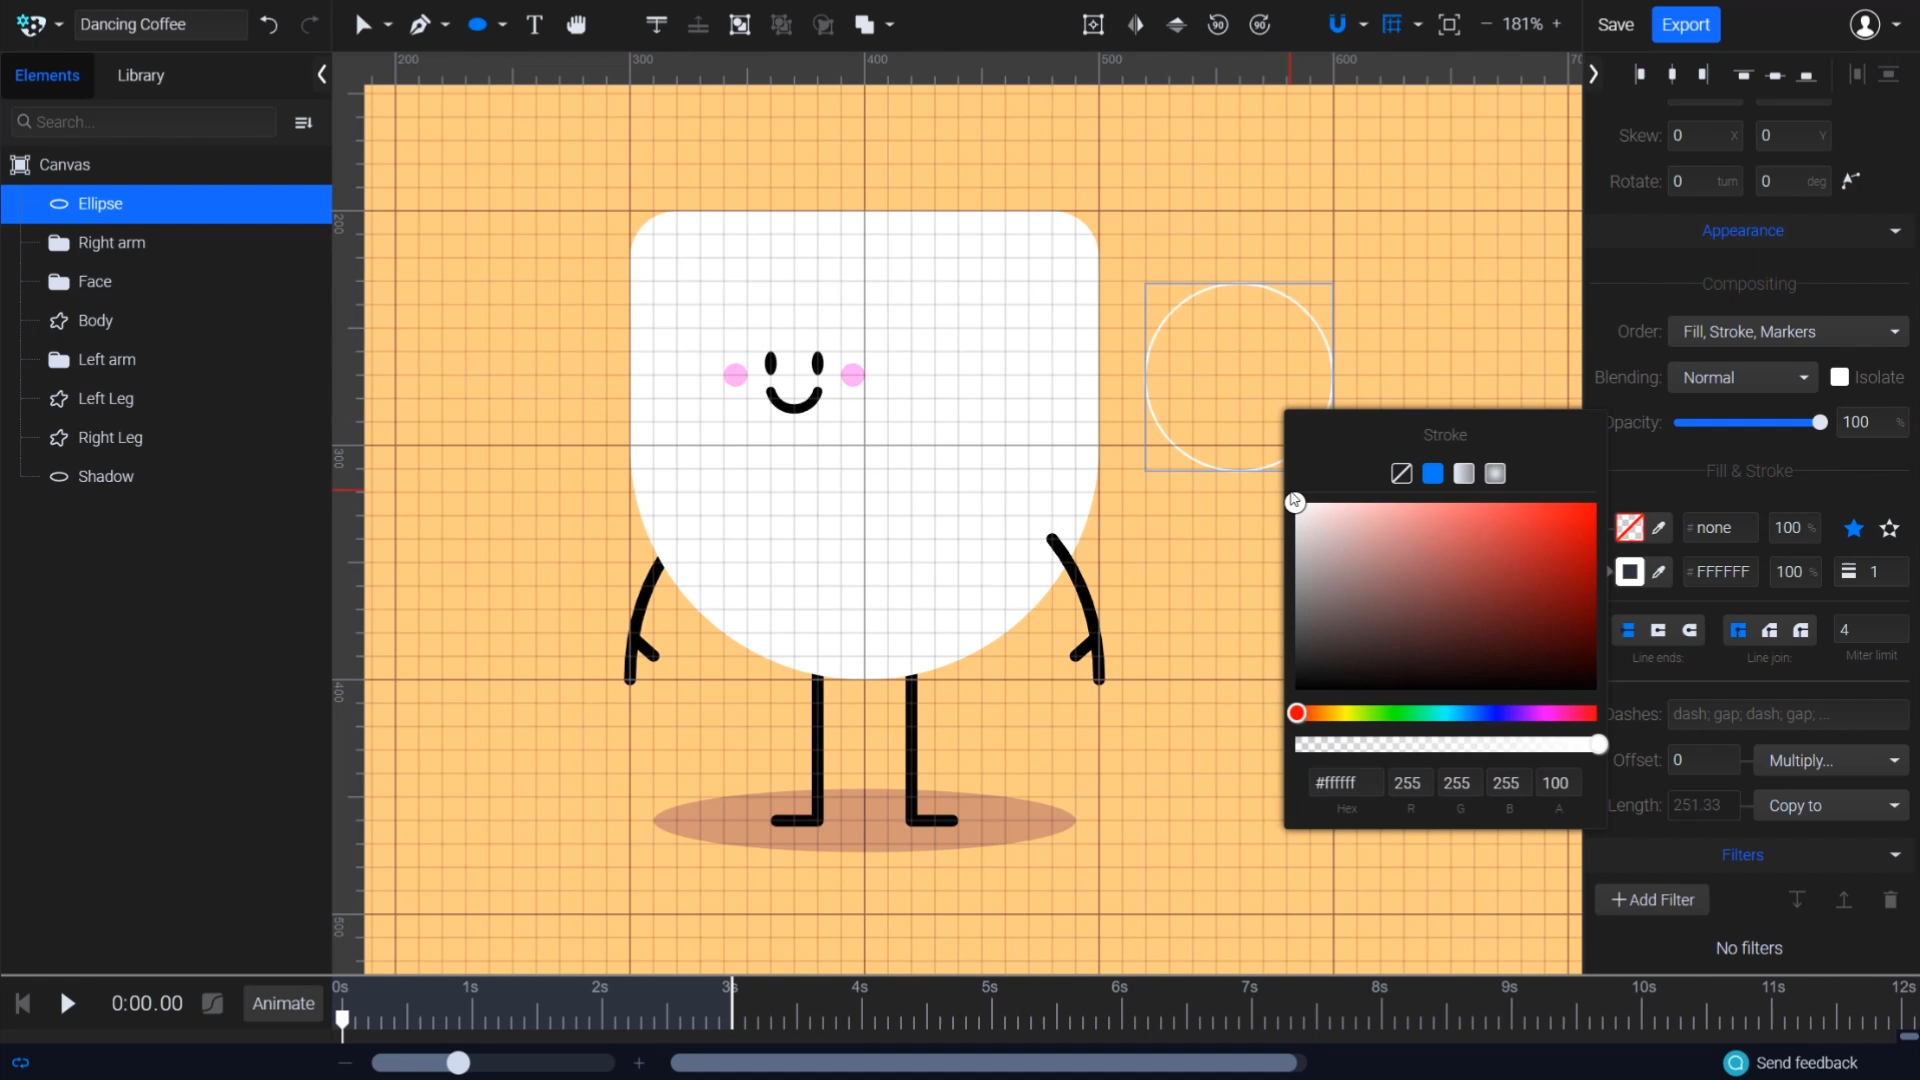 Dancing Coffee
T
181%
Save
Export
Elements
Library
Search...
Canvas
Ellipse
Right arm
Face
Body
Left arm
Left Leg
Right Leg
Shadow
200
300
400
500
600
200
300
400
500
Skew: 0 X 0 Y
Rotate: 0 turn 0 deg
Appearance
Compositing
Order: Fill, Stroke, Markers
Blending: Normal Isolate
Opacity: 100 %
Fill & Stroke
# none 100 %
# FFFFFF 100 % 1
4
Line ends: Line join: Miter limit
Dashes: dash; gap; dash; gap; ...
Offset: 0 Multiply...
Length: 251.33 Copy to
Filters
Add Filter
No filters
Stroke
#ffffff 255 255 255 100
Hex R G B A
0:00.00
Animate
0s 1s 2s 3s 4s 5s 6s 7s 8s 9s 10s 11s 12s
Send feedback